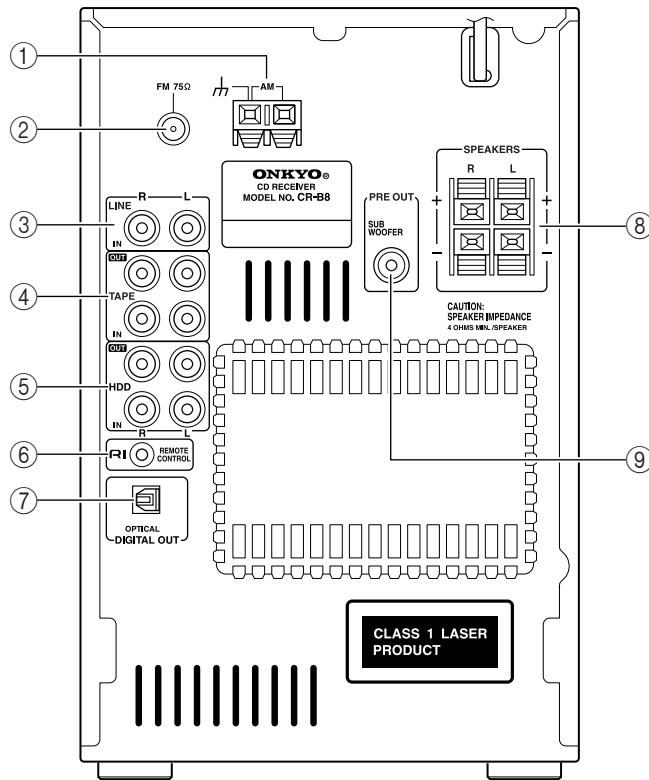 ①
FM 75Ω
AM
②
ONKYO®
CD RECEIVER
MODEL NO. CR-B8
SPEAKERS
R L
+ +
- -
⑧
PRE OUT
SUB
WOOFER
R L
LINE
IN
③
OUT
TAPE
IN
④
CAUTION:
SPEAKER IMPEDANCE
4 OHMS MIN. /SPEAKER
OUT
HDD
IN
R L
⑤
⑥
RI
REMOTE
CONTROL
⑨
⑦
OPTICAL
DIGITAL OUT
CLASS 1 LASER
PRODUCT